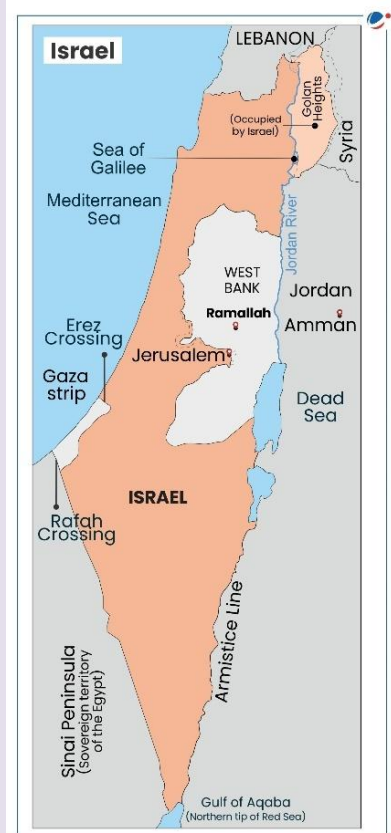 LEBANON
Israel
Golan
Heights
(Occupied
by Israel)
Syria
Sea of
Galilee
Mediterranean
Sea
Jordan River
WEST
BANK
Jordan
Ramallah
Amman
Erez
Crossing
Jerusalem
Gaza
strip
Dead
Sea
ISRAEL
Rafah
Crossing
Armistice Line
Sinai Peninsula
(Sovereign territory
of the Egypt)
Gulf of Aqaba
(Northern tip of Red Sea)